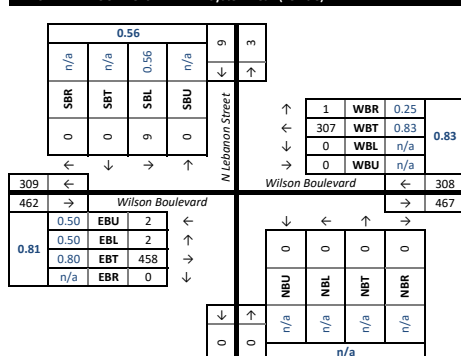 0.56
9 3
n/a n/a 0.56 n/a
↓ ↑
SBR SBT SBL SBU
N Lebanon Street
0 0 9 0
← ↓ → ↑
↑ 1 WBR 0.25
← 307 WBT 0.83
0.83
↓ 0 WBL n/a
→ 0 WBU n/a
309 ← Wilson Boulevard ← 308
462 → Wilson Boulevard → 467
0.50 EBU 2 ←
0.50 EBL 2 ↑
0.81
0.80 EBT 458 →
n/a EBR 0 ↓
↓ ← ↑ →
0 0 0 0
NBU NBL NBT NBR
↓ ↑
n/a n/a n/a n/a
0 0
n/a